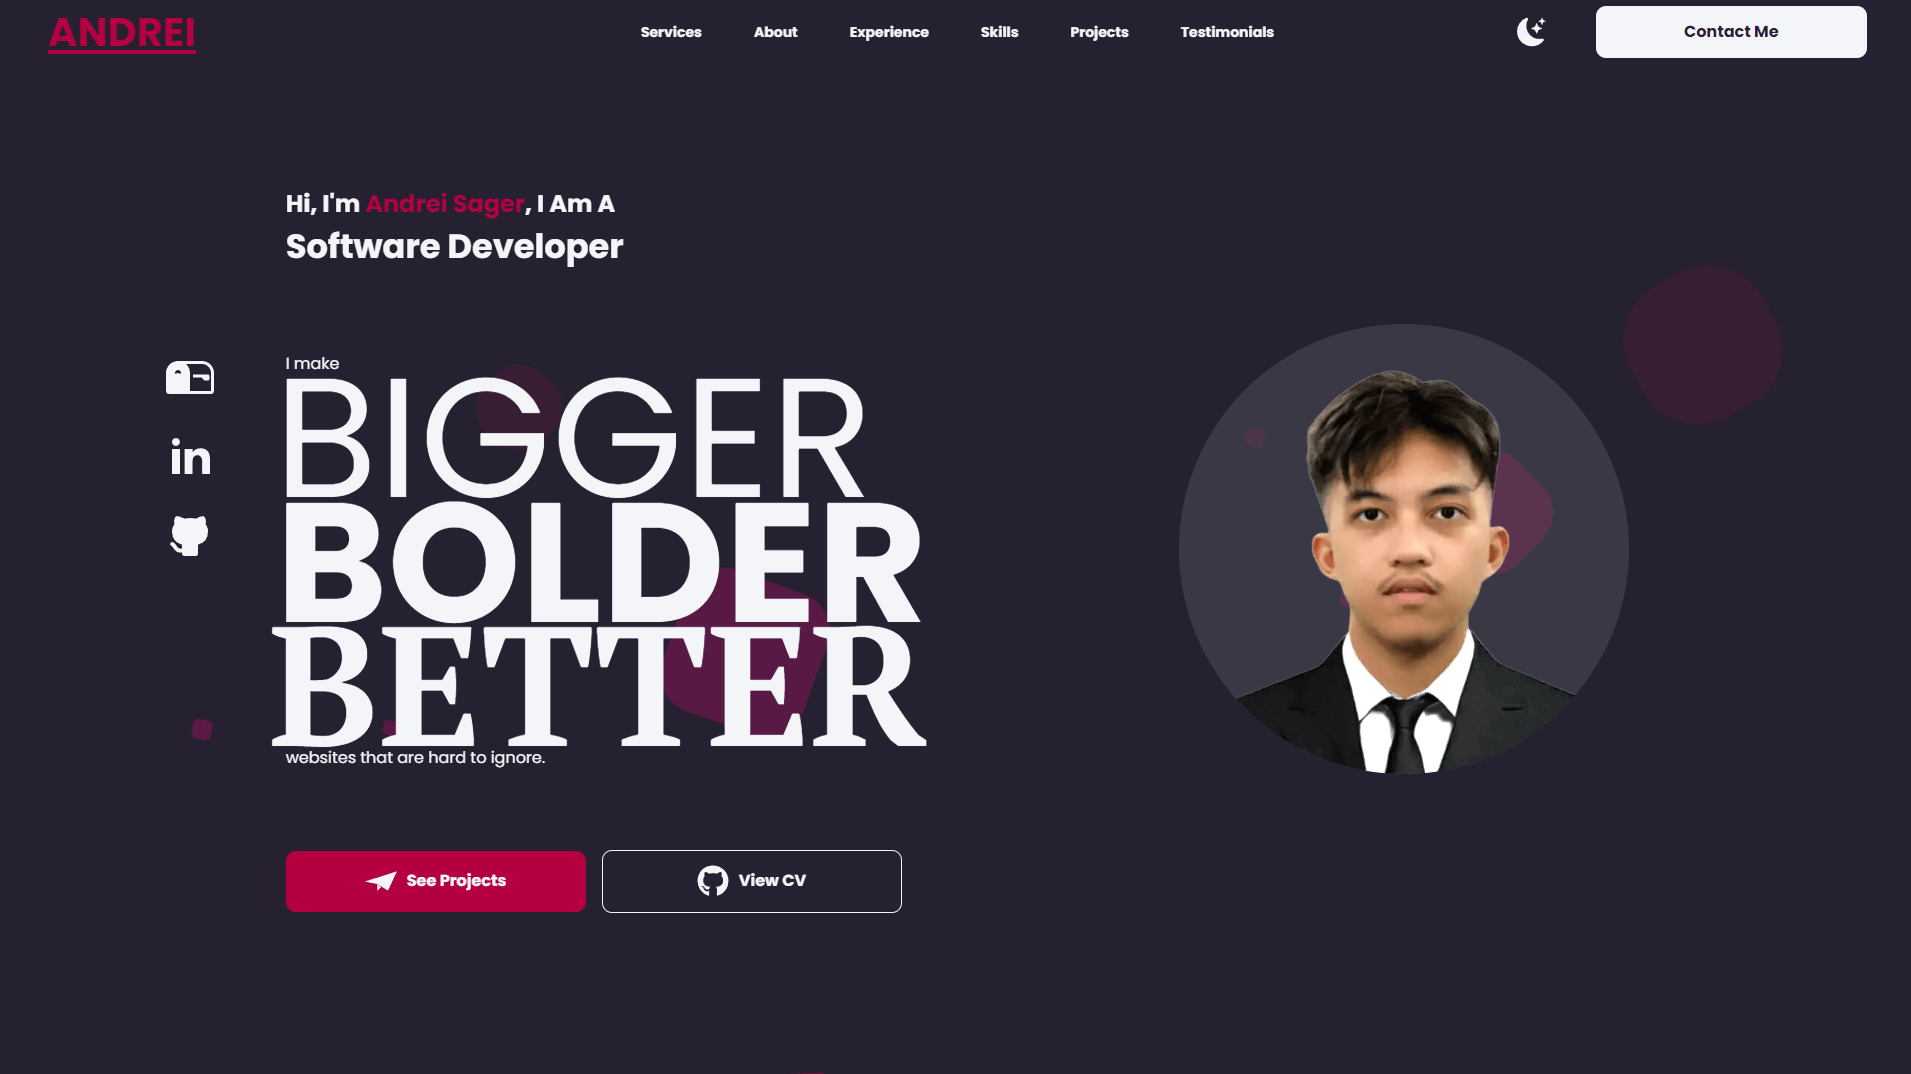 ANDREI
Services
About
Experience
Skills
Projects
Testimonials
Contact Me
Hi, I'm Andrei Sager, I Am A
Software Developer
I make
BIGGER
BOLDER
BETTER
websites that are hard to ignore.
See Projects
View CV